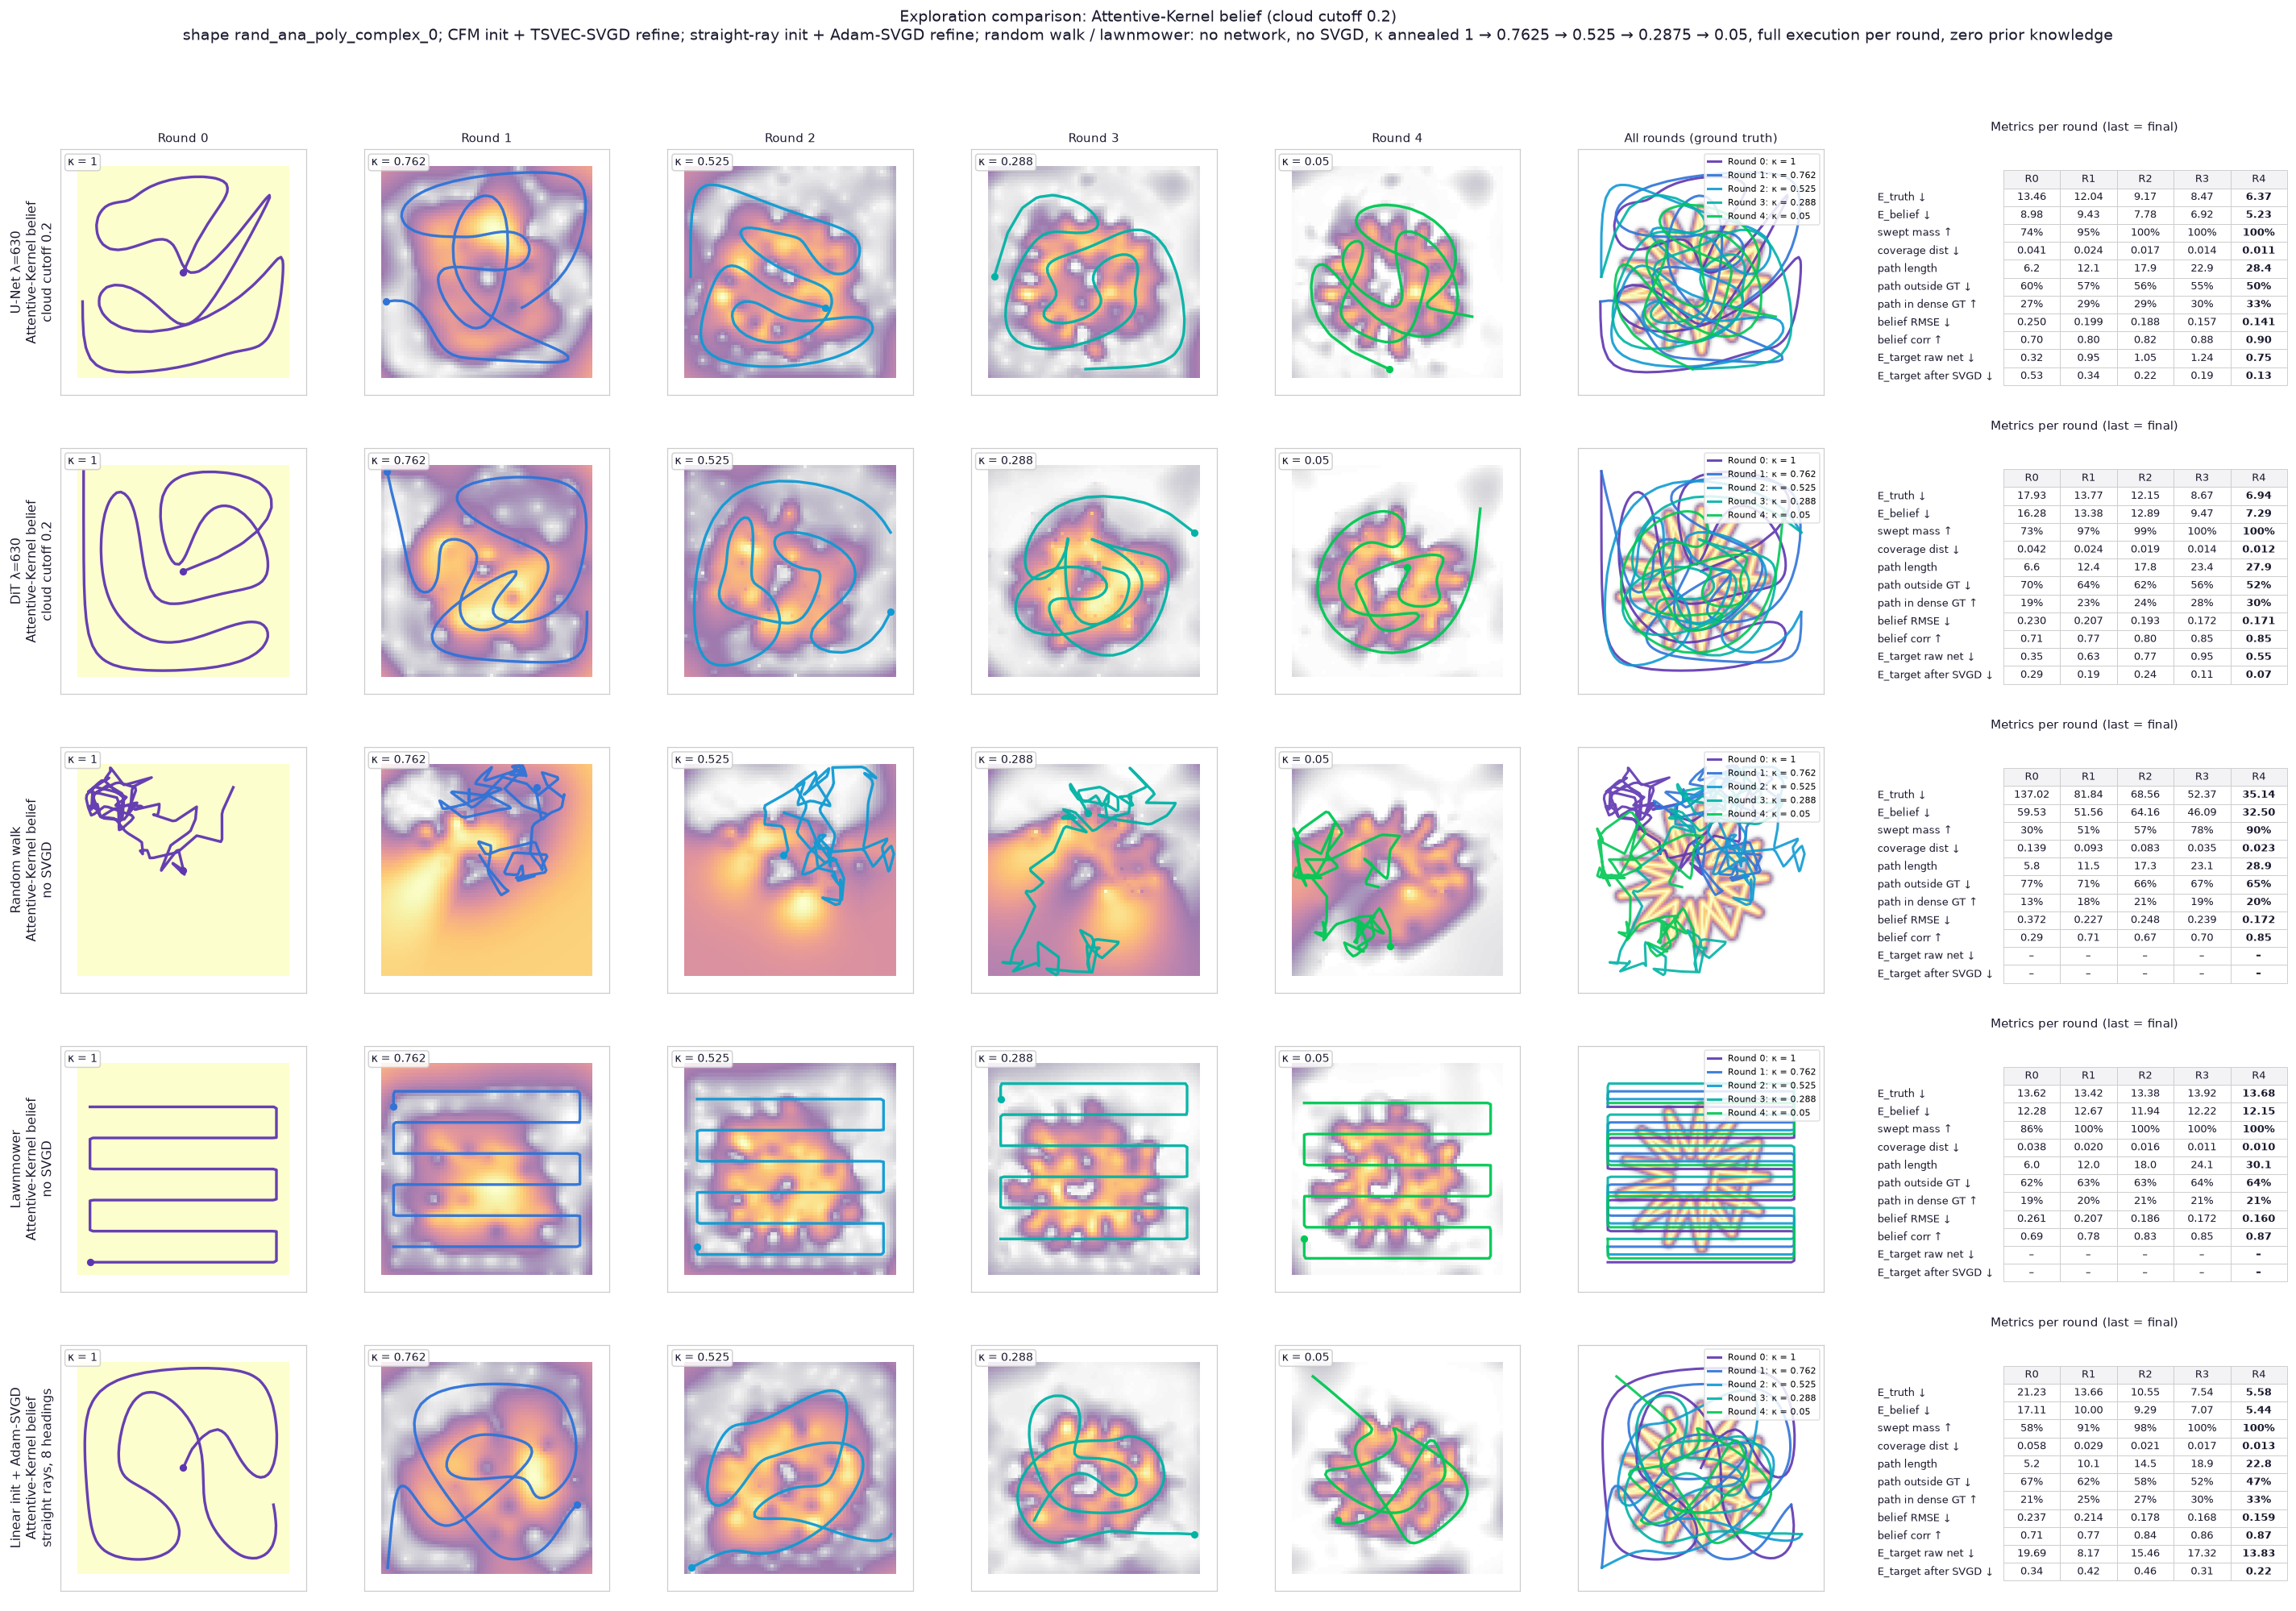 Exploration comparison: Attentive-Kernel belief (cloud cutoff 0.2)
shape rand_ana_poly_complex_0; CFM init + TSVEC-SVGD refine; straight-ray init + Adam-SVGD refine; random walk / lawnmower: no network, no SVGD, κ annealed 1 → 0.7625 → 0.525 → 0.2875 → 0.05, full execution per round, zero prior knowledge
Round 0 Round 1 Round 2 Round 3 Round 4 All rounds (ground truth) Metrics per round (last = final)
U-Net λ=630
Attentive-Kernel belief
cloud cutoff 0.2
κ = 1 κ = 0.762 κ = 0.525 κ = 0.288 κ = 0.05
Round 0: κ = 1
Round 1: κ = 0.762
Round 2: κ = 0.525
Round 3: κ = 0.288
Round 4: κ = 0.05
R0 R1 R2 R3 R4
E_truth ↓ 13.46 12.04 9.17 8.47 6.37
E_belief ↓ 8.98 9.43 7.78 6.92 5.23
swept mass ↑ 74% 95% 100% 100% 100%
coverage dist ↓ 0.041 0.024 0.017 0.014 0.011
path length 6.2 12.1 17.9 22.9 28.4
path outside GT ↓ 60% 57% 56% 55% 50%
path in dense GT ↑ 27% 29% 29% 30% 33%
belief RMSE ↓ 0.250 0.199 0.188 0.157 0.141
belief corr ↑ 0.70 0.80 0.82 0.88 0.90
E_target raw net ↓ 0.32 0.95 1.05 1.24 0.75
E_target after SVGD ↓ 0.53 0.34 0.22 0.19 0.13
Metrics per round (last = final)
DiT λ=630
Attentive-Kernel belief
cloud cutoff 0.2
κ = 1 κ = 0.762 κ = 0.525 κ = 0.288 κ = 0.05
Round 0: κ = 1
Round 1: κ = 0.762
Round 2: κ = 0.525
Round 3: κ = 0.288
Round 4: κ = 0.05
R0 R1 R2 R3 R4
E_truth ↓ 17.93 13.77 12.15 8.67 6.94
E_belief ↓ 16.28 13.38 12.89 9.47 7.29
swept mass ↑ 73% 97% 99% 100% 100%
coverage dist ↓ 0.042 0.024 0.019 0.014 0.012
path length 6.6 12.4 17.8 23.4 27.9
path outside GT ↓ 70% 64% 62% 56% 52%
path in dense GT ↑ 19% 23% 24% 28% 30%
belief RMSE ↓ 0.230 0.207 0.193 0.172 0.171
belief corr ↑ 0.71 0.77 0.80 0.85 0.85
E_target raw net ↓ 0.35 0.63 0.77 0.95 0.55
E_target after SVGD ↓ 0.29 0.19 0.24 0.11 0.07
Metrics per round (last = final)
Random walk
Attentive-Kernel belief
no SVGD
κ = 1 κ = 0.762 κ = 0.525 κ = 0.288 κ = 0.05
Round 0: κ = 1
Round 1: κ = 0.762
Round 2: κ = 0.525
Round 3: κ = 0.288
Round 4: κ = 0.05
R0 R1 R2 R3 R4
E_truth ↓ 137.02 81.84 68.56 52.37 35.14
E_belief ↓ 59.53 51.56 64.16 46.09 32.50
swept mass ↑ 30% 51% 57% 78% 90%
coverage dist ↓ 0.139 0.093 0.083 0.035 0.023
path length 5.8 11.5 17.3 23.1 28.9
path outside GT ↓ 77% 71% 66% 67% 65%
path in dense GT ↑ 13% 18% 21% 19% 20%
belief RMSE ↓ 0.372 0.227 0.248 0.239 0.172
belief corr ↑ 0.29 0.71 0.67 0.70 0.85
E_target raw net ↓ – – – – –
E_target after SVGD ↓ – – – – –
Metrics per round (last = final)
Lawnmower
Attentive-Kernel belief
no SVGD
κ = 1 κ = 0.762 κ = 0.525 κ = 0.288 κ = 0.05
Round 0: κ = 1
Round 1: κ = 0.762
Round 2: κ = 0.525
Round 3: κ = 0.288
Round 4: κ = 0.05
R0 R1 R2 R3 R4
E_truth ↓ 13.62 13.42 13.38 13.92 13.68
E_belief ↓ 12.28 12.67 11.94 12.22 12.15
swept mass ↑ 86% 100% 100% 100% 100%
coverage dist ↓ 0.038 0.020 0.016 0.011 0.010
path length 6.0 12.0 18.0 24.1 30.1
path outside GT ↓ 62% 63% 63% 64% 64%
path in dense GT ↑ 19% 20% 21% 21% 21%
belief RMSE ↓ 0.261 0.207 0.186 0.172 0.160
belief corr ↑ 0.69 0.78 0.83 0.85 0.87
E_target raw net ↓ – – – – –
E_target after SVGD ↓ – – – – –
Metrics per round (last = final)
Linear init + Adam-SVGD
Attentive-Kernel belief
straight rays, 8 headings
κ = 1 κ = 0.762 κ = 0.525 κ = 0.288 κ = 0.05
Round 0: κ = 1
Round 1: κ = 0.762
Round 2: κ = 0.525
Round 3: κ = 0.288
Round 4: κ = 0.05
R0 R1 R2 R3 R4
E_truth ↓ 21.23 13.66 10.55 7.54 5.58
E_belief ↓ 17.11 10.00 9.29 7.07 5.44
swept mass ↑ 58% 91% 98% 100% 100%
coverage dist ↓ 0.058 0.029 0.021 0.017 0.013
path length 5.2 10.1 14.5 18.9 22.8
path outside GT ↓ 67% 62% 58% 52% 47%
path in dense GT ↑ 21% 25% 27% 30% 33%
belief RMSE ↓ 0.237 0.214 0.178 0.168 0.159
belief corr ↑ 0.71 0.77 0.84 0.86 0.87
E_target raw net ↓ 19.69 8.17 15.46 17.32 13.83
E_target after SVGD ↓ 0.34 0.42 0.46 0.31 0.22